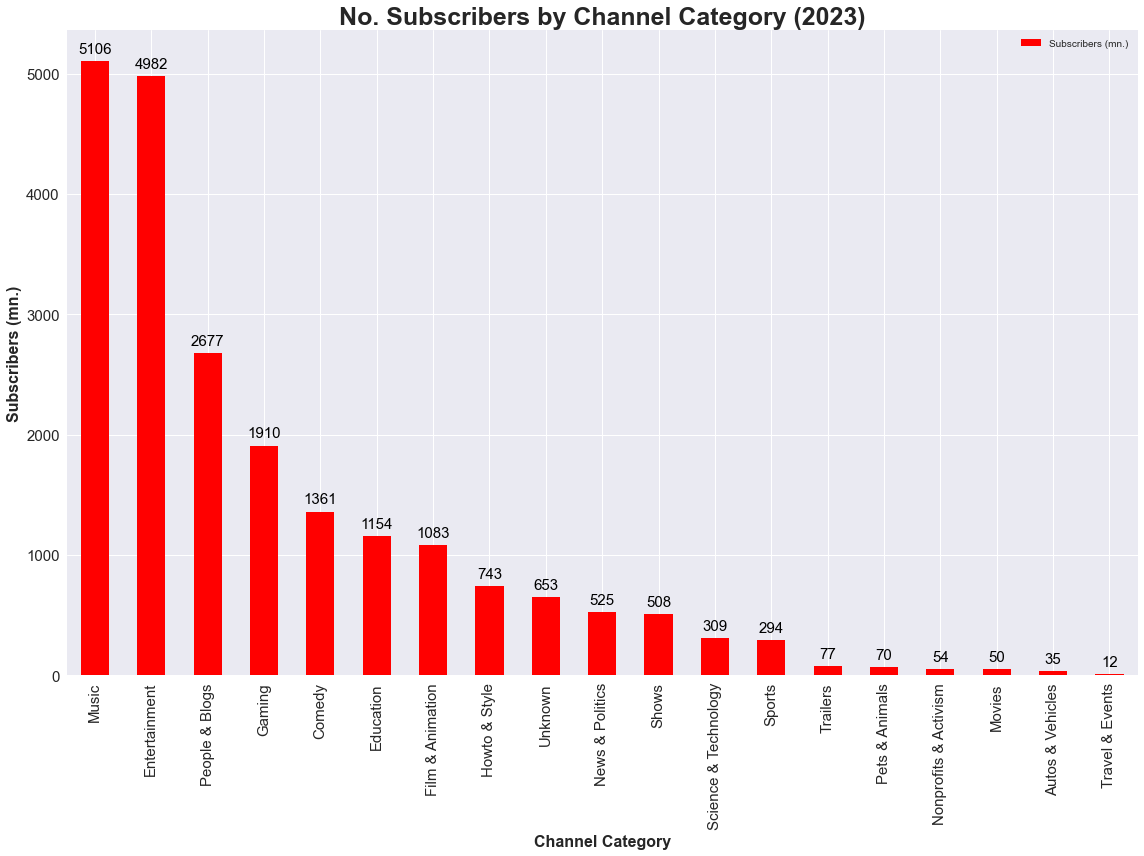 No. Subscribers by Channel Category (2023)
Subscribers (mn.)
Subscribers (mn.)
5000
4000
3000
2000
1000
0
5106
4982
2677
1910
1361
1154
1083
743
653
525
508
309
294
77
70
54
50
35
12
Music
Entertainment
People & Blogs
Gaming
Comedy
Education
Film & Animation
Howto & Style
Unknown
News & Politics
Shows
Science & Technology
Sports
Trailers
Pets & Animals
Nonprofits & Activism
Movies
Autos & Vehicles
Travel & Events
Channel Category